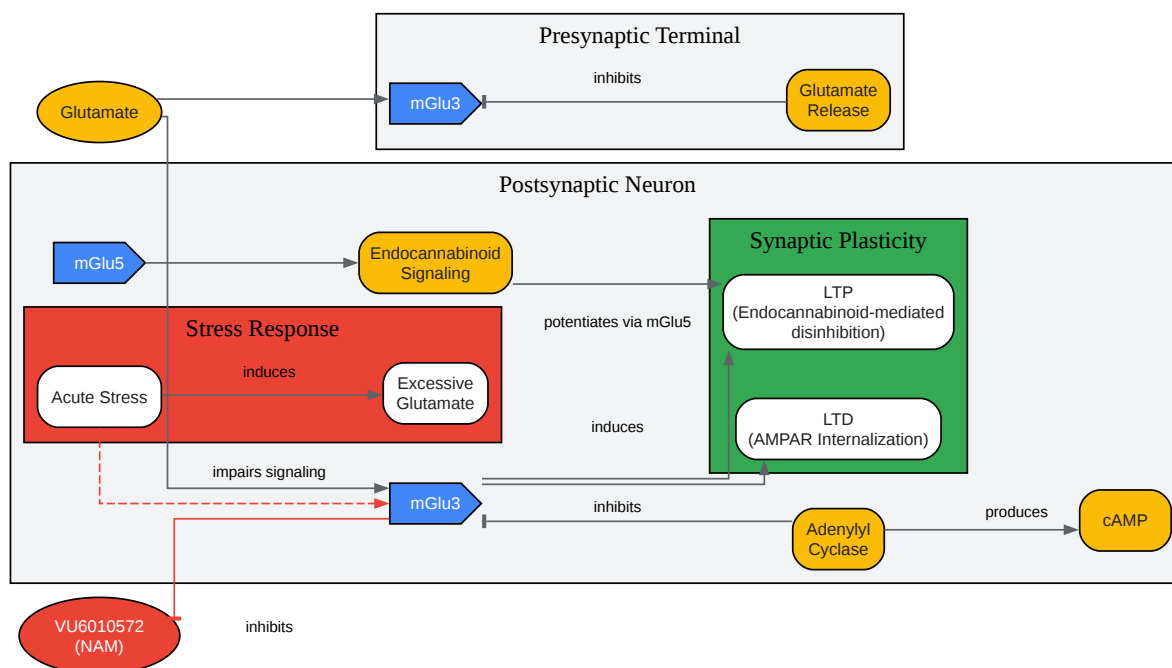 Presynaptic Terminal
inhibits
Glutamate
mGlu3
Glutamate
Release
Postsynaptic Neuron
mGlu5
Endocannabinoid
Signaling
Synaptic Plasticity
LTP
(Endocannabinoid-mediated
disinhibition)
potentiates via mGlu5
Stress Response
induces
Acute Stress
Excessive
Glutamate
induces
LTD
(AMPAR Internalization)
impairs signaling
mGlu3
inhibits
Adenylyl
Cyclase
produces
cAMP
VU6010572
(NAM)
inhibits